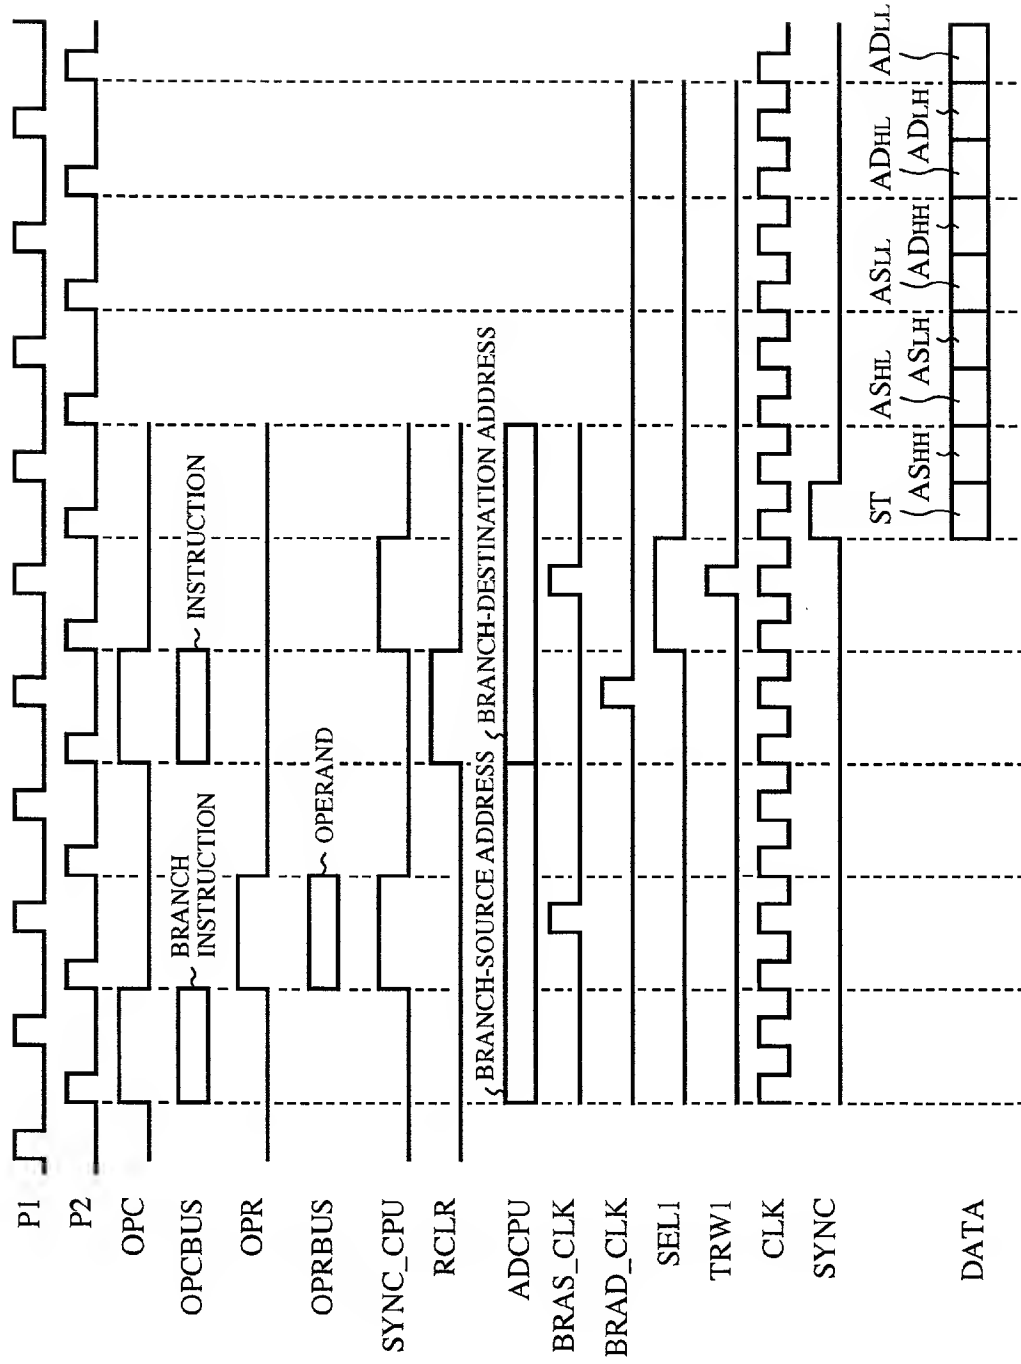 P1
P2
OPC
OPCBUS
BRANCH
INSTRUCTION
INSTRUCTION
OPR
OPRBUS
OPERAND
SYNC_CPU
RCLR
BRANCH-SOURCE ADDRESS
BRANCH-DESTINATION ADDRESS
ADCPU
BRAS_CLK
BRAD_CLK
SEL1
TRW1
CLK
SYNC
ST
ASHL
ASLL
ADHL
ADLL
ASHH
ASLH
ADHH
ADLH
DATA